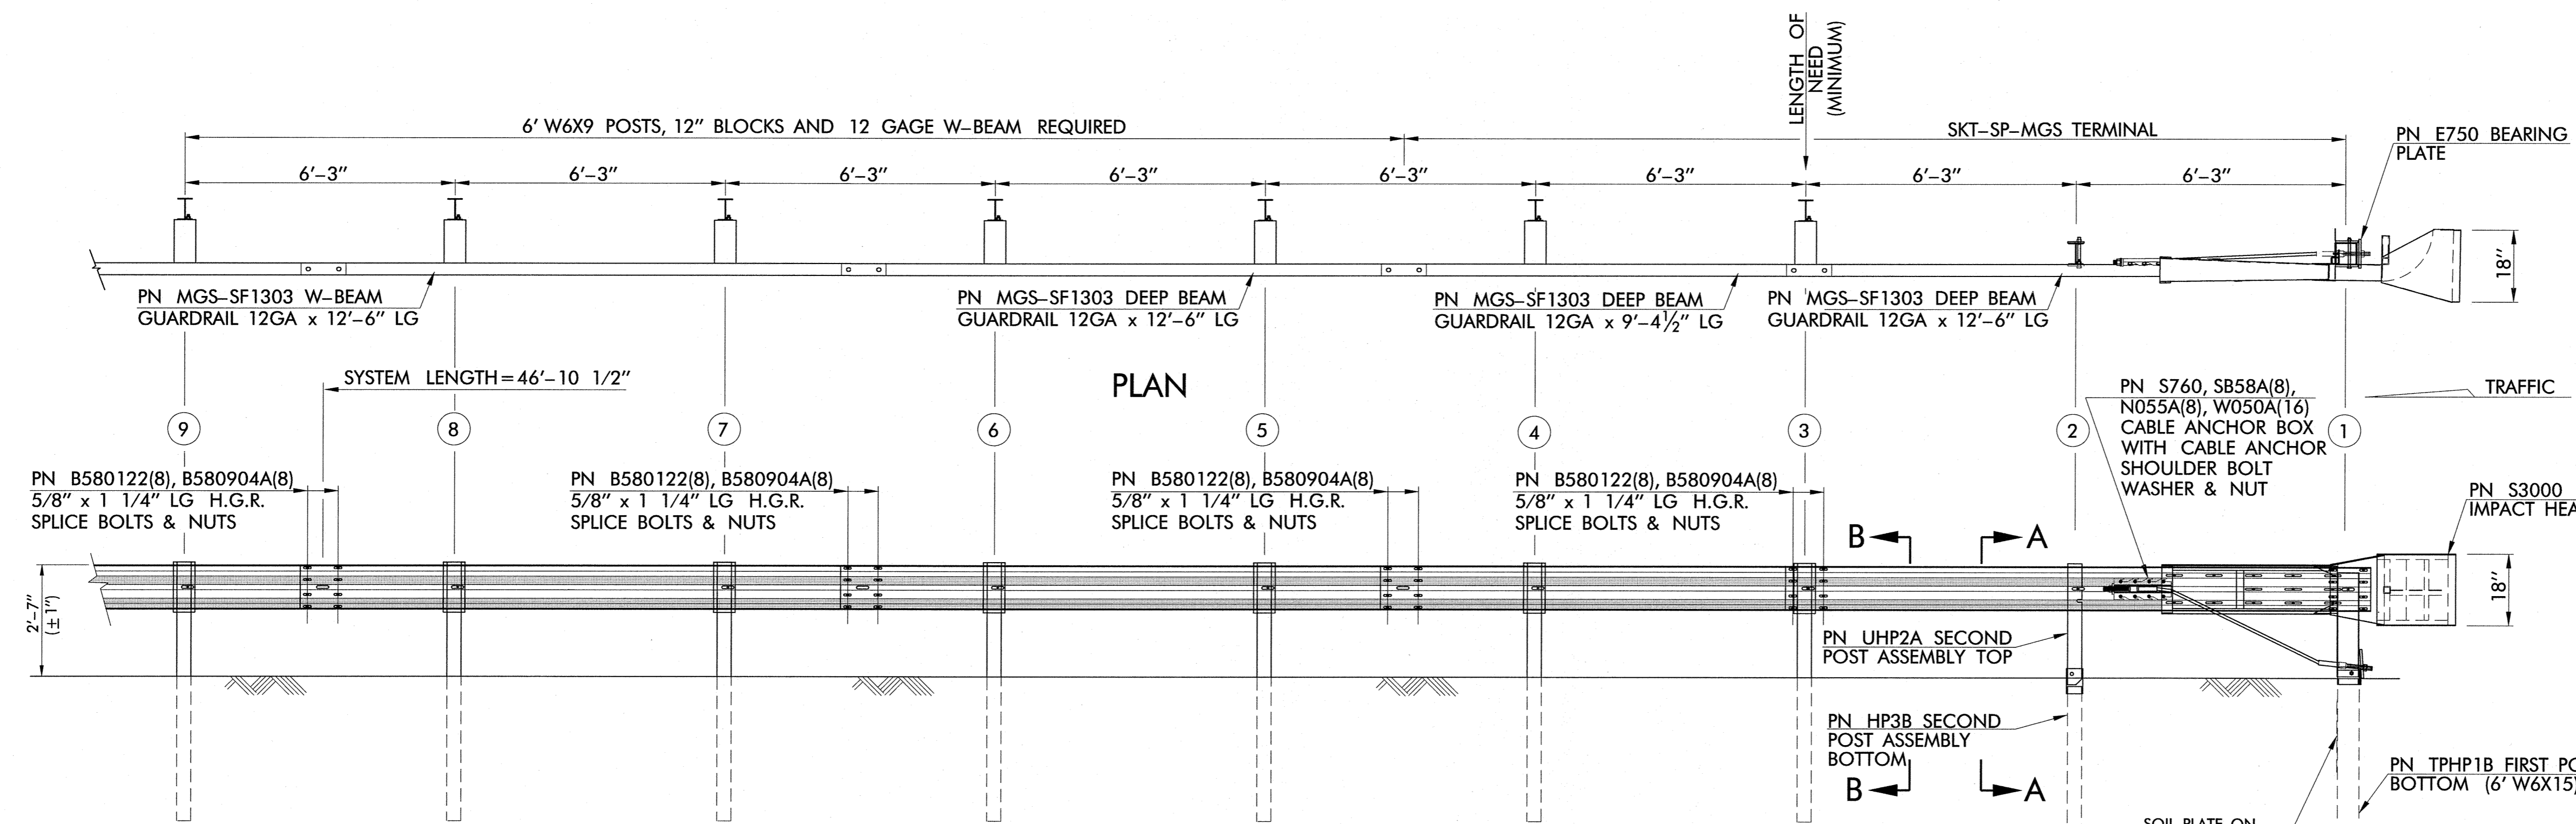 LENGTH OF
NEED
(MINIMUM)
6' W6X9 POSTS, 12" BLOCKS AND 12 GAGE W-BEAM REQUIRED
SKT-SP-MGS TERMINAL
PN E750 BEARING
PLATE
6'-3"
6'-3"
6'-3"
6'-3"
6'-3"
6'-3"
6'-3"
6'-3"
18"
PN MGS-SF1303 W-BEAM
GUARDRAIL 12GA x 12'-6" LG
PN MGS-SF1303 DEEP BEAM
GUARDRAIL 12GA x 12'-6" LG
PN MGS-SF1303 DEEP BEAM
GUARDRAIL 12GA x 9'-4 1/2" LG
PN MGS-SF1303 DEEP BEAM
GUARDRAIL 12GA x 12'-6" LG
SYSTEM LENGTH=46'-10 1/2"
PLAN
TRAFFIC
PN S760, SB58A(8),
N055A(8), W050A(16)
CABLE ANCHOR BOX
WITH CABLE ANCHOR
SHOULDER BOLT
WASHER & NUT
9
8
7
6
5
4
3
2
1
PN B580122(8), B580904A(8)
5/8" x 1 1/4" LG H.G.R.
SPLICE BOLTS & NUTS
PN B580122(8), B580904A(8)
5/8" x 1 1/4" LG H.G.R.
SPLICE BOLTS & NUTS
PN B580122(8), B580904A(8)
5/8" x 1 1/4" LG H.G.R.
SPLICE BOLTS & NUTS
PN B580122(8), B580904A(8)
5/8" x 1 1/4" LG H.G.R.
SPLICE BOLTS & NUTS
PN S3000
IMPACT HEA
B
A
2'-7"
(±1")
18"
PN UHP2A SECOND
POST ASSEMBLY TOP
PN HP3B SECOND
POST ASSEMBLY
BOTTOM
B
A
PN TPHP1B FIRST PO
BOTTOM (6' W6X15)
SOIL PLATE ON